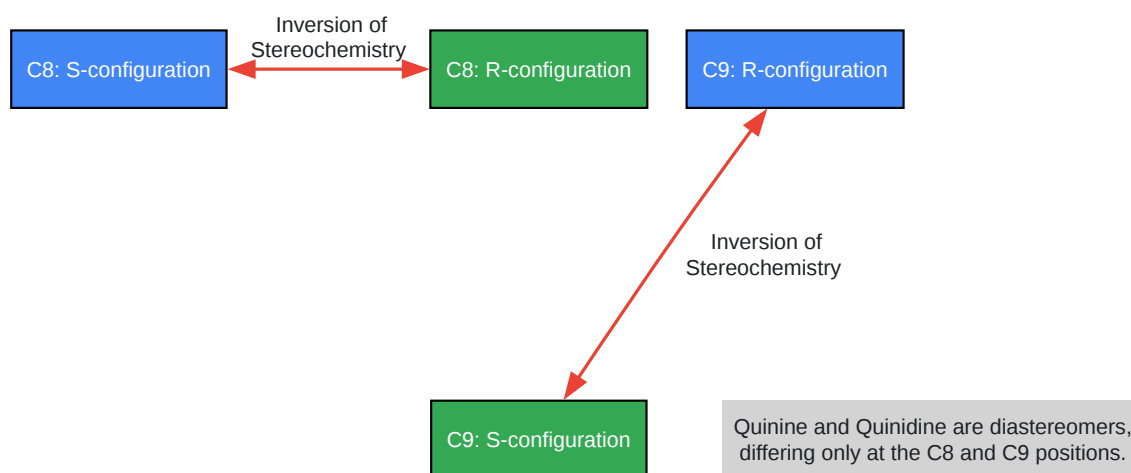 Inversion of
Stereochemistry
C8: S-configuration
C8: R-configuration
C9: R-configuration
Inversion of
Stereochemistry
C9: S-configuration
Quinine and Quinidine are diastereomers,
differing only at the C8 and C9 positions.